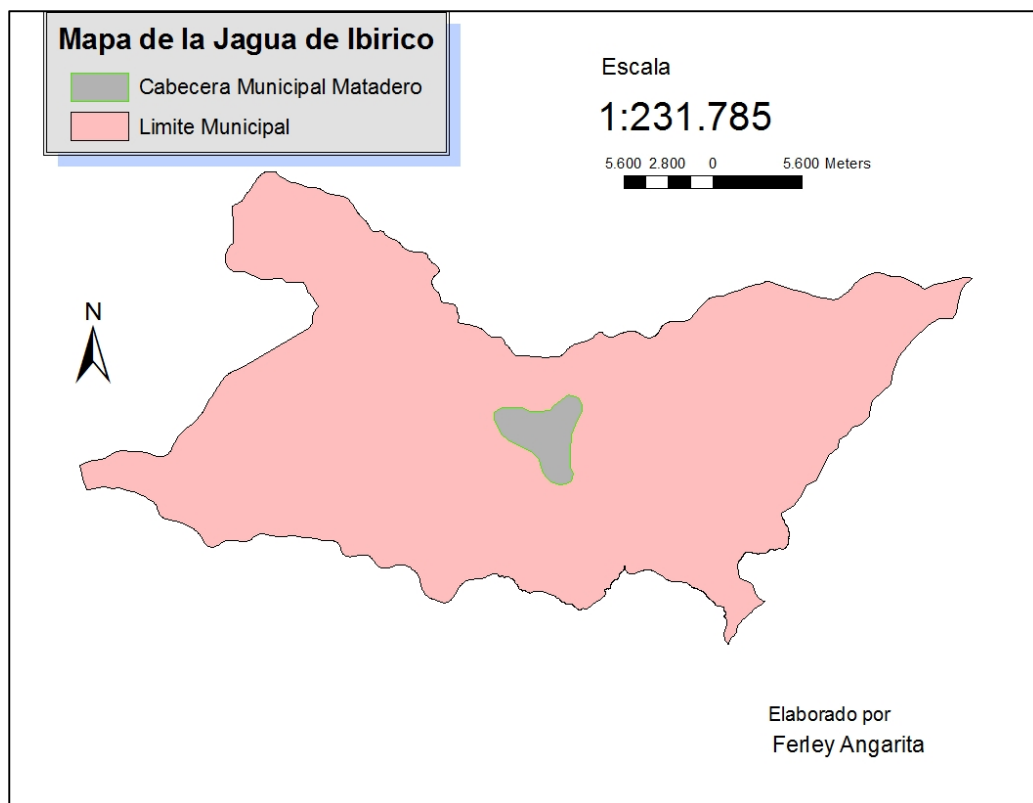 Mapa de la Jagua de Ibirico
Cabecera Municipal Matadero
Limite Municipal
Escala
1:231.785
5.600 2.800 0 5.600 Meters
N
Elaborado por
Ferley Angarita